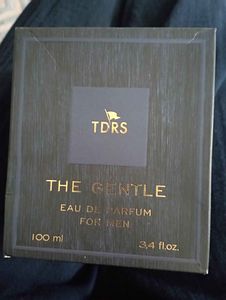 TDRS
THE GENTLE
EAU DE PARFUM
FOR MEN
100 ml
3,4 fl.oz.